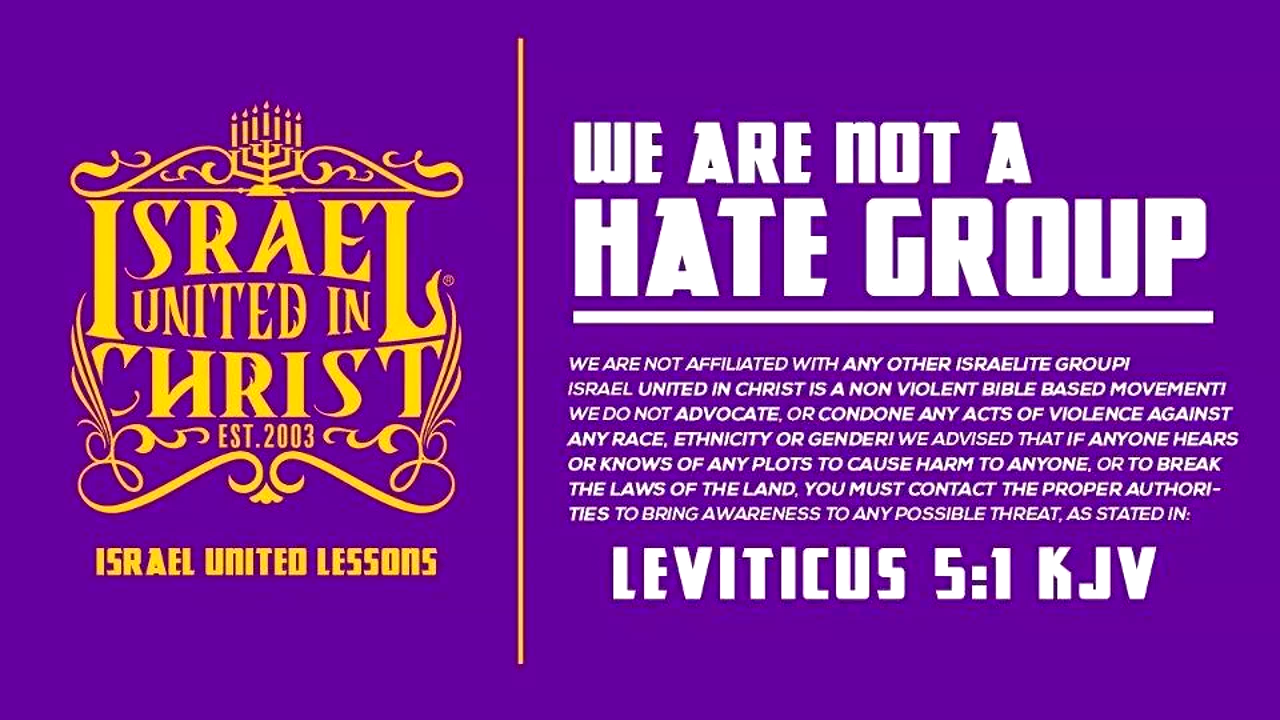 ISRAEL
UNITED IN
CHRIST
EST.2003
®
ISRAEL UNITED LESSONS
WE ARE NOT A
HATE GROUP
WE ARE NOT AFFILIATED WITH ANY OTHER ISRAELITE GROUP!
ISRAEL UNITED IN CHRIST IS A NON VIOLENT BIBLE BASED MOVEMENT!
WE DO NOT ADVOCATE, OR CONDONE ANY ACTS OF VIOLENCE AGAINST
ANY RACE, ETHNICITY OR GENDER! WE ADVISED THAT IF ANYONE HEARS
OR KNOWS OF ANY PLOTS TO CAUSE HARM TO ANYONE, OR TO BREAK
THE LAWS OF THE LAND, YOU MUST CONTACT THE PROPER AUTHORI-
TIES TO BRING AWARENESS TO ANY POSSIBLE THREAT, AS STATED IN:
LEVITICUS 5:1 KJV